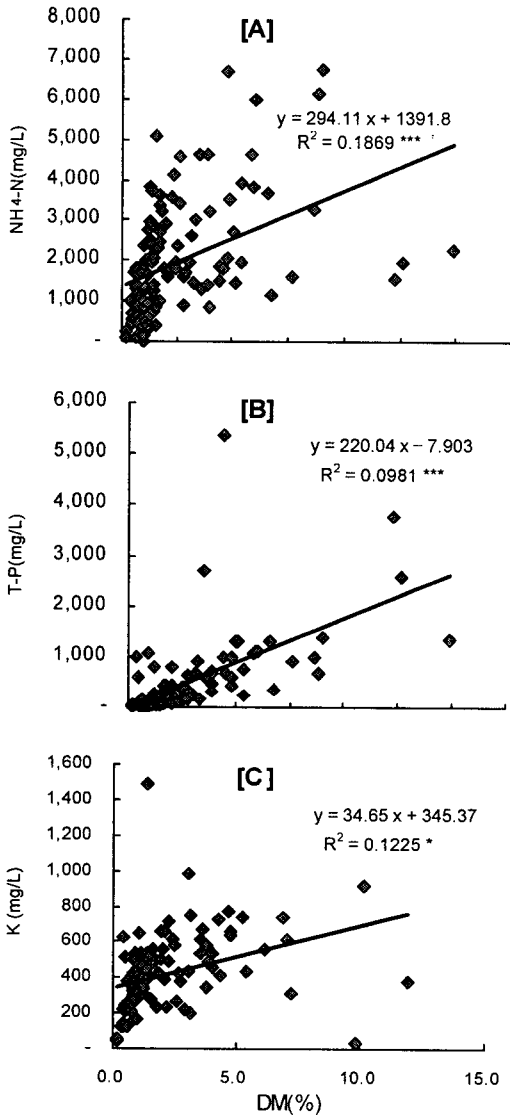 [A]
8,000
7,000
6,000
5,000
4,000
3,000
2,000
1,000
-
NH4-N(mg/L)
y = 294.11 x + 1391.8
R² = 0.1869 ***
[B]
6,000
5,000
4,000
3,000
2,000
1,000
-
T-P(mg/L)
y = 220.04 x − 7.903
R² = 0.0981 ***
[C]
1,600
1,400
1,200
1,000
800
600
400
200
-
K (mg/L)
y = 34.65 x + 345.37
R² = 0.1225 *
0.0 5.0 10.0 15.0
DM(%)